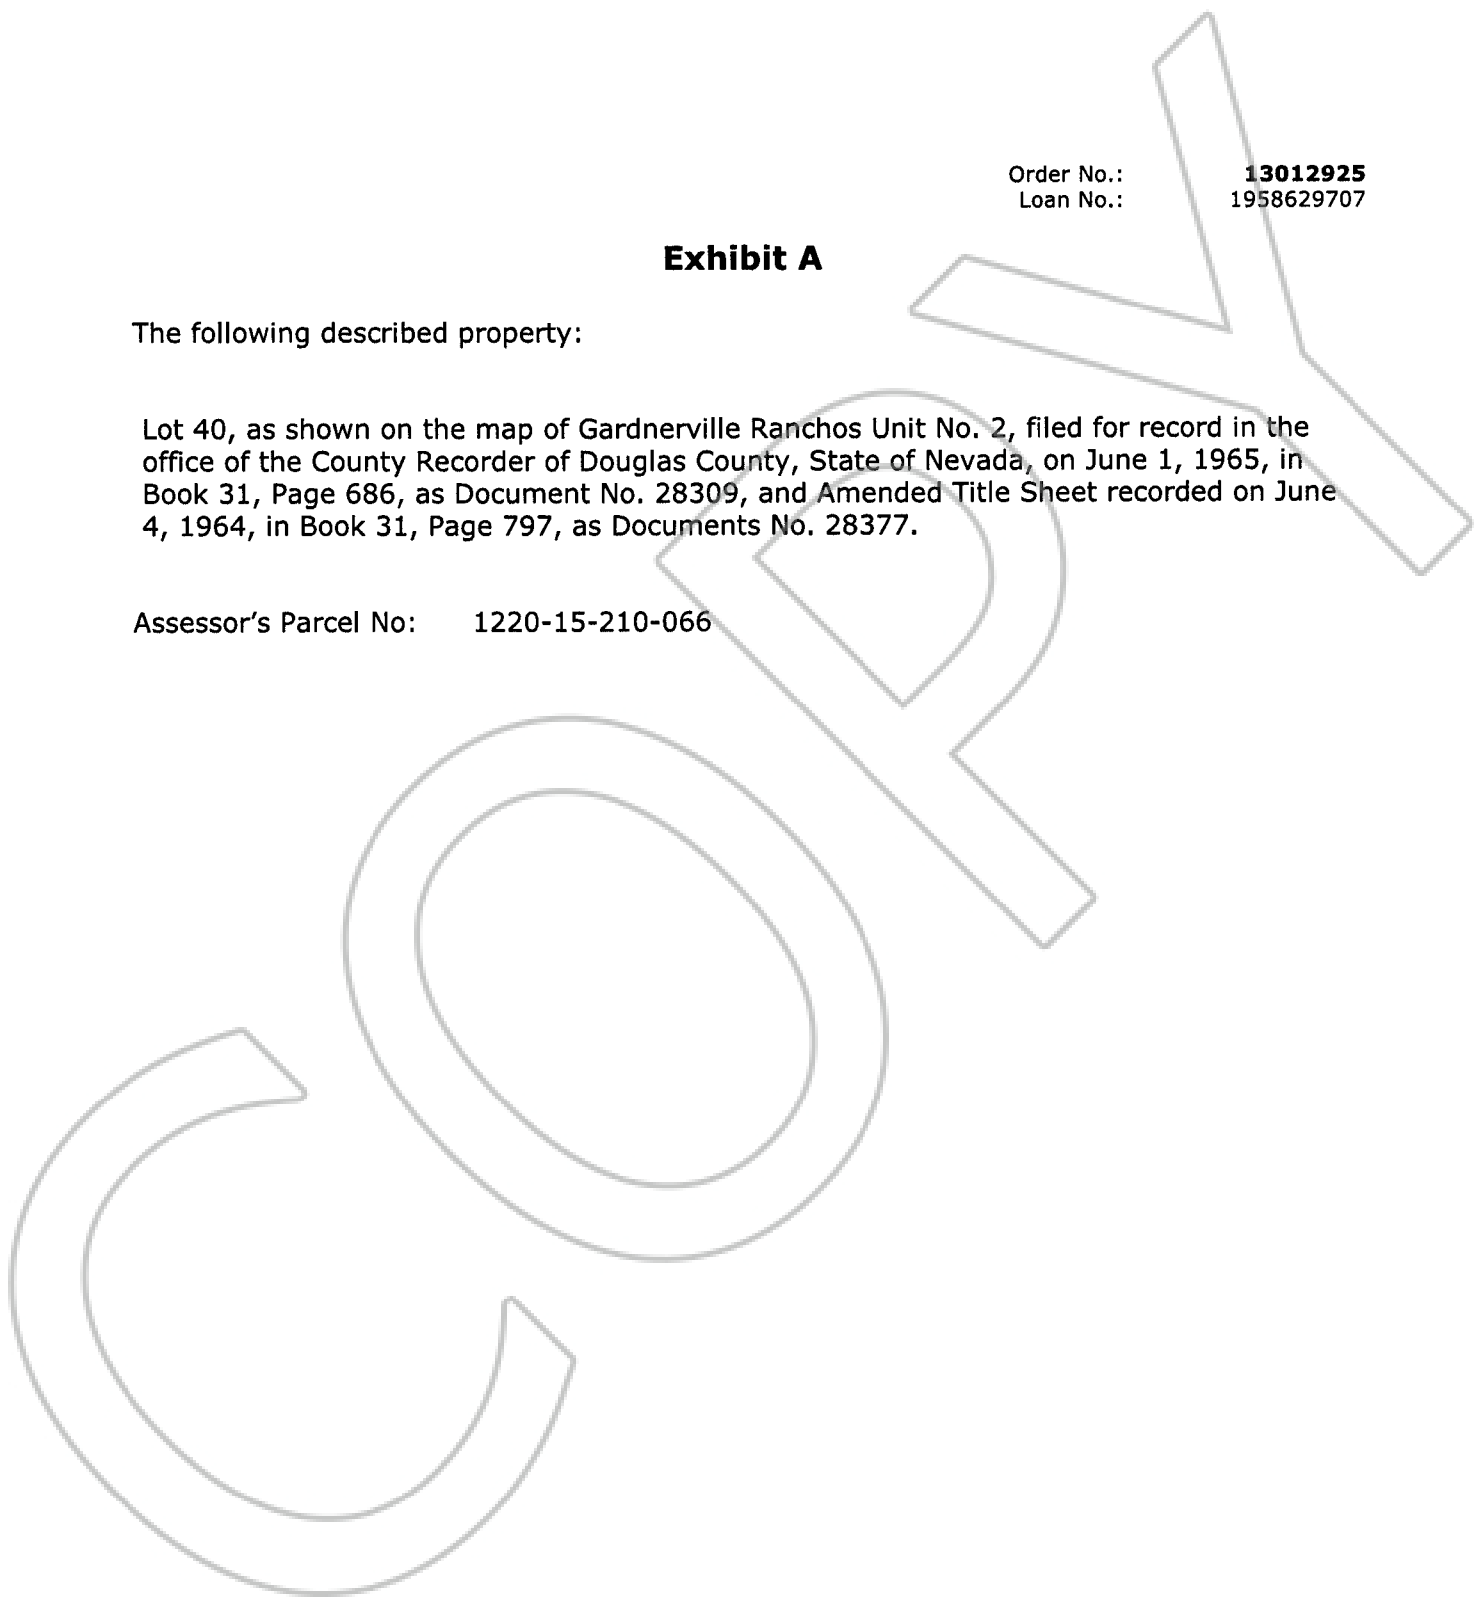 Order No.: 13012925
Loan No.: 1958629707
Exhibit A
The following described property:
Lot 40, as shown on the map of Gardnerville Ranchos Unit No. 2, filed for record in the
office of the County Recorder of Douglas County, State of Nevada, on June 1, 1965, in
Book 31, Page 686, as Document No. 28309, and Amended Title Sheet recorded on June
4, 1964, in Book 31, Page 797, as Documents No. 28377.
Assessor's Parcel No: 1220-15-210-066
COPY